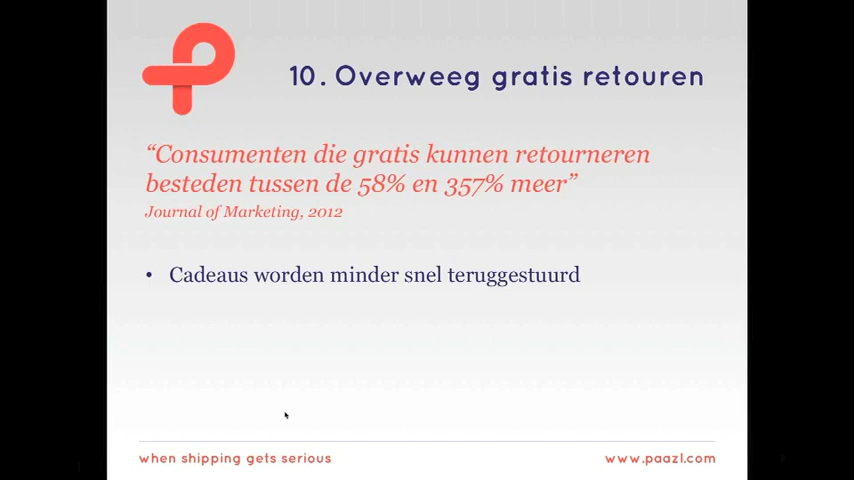 10. Overweeg gratis retouren
“Consumenten die gratis kunnen retourneren
besteden tussen de 58% en 357% meer”
Journal of Marketing, 2012
• Cadeaus worden minder snel teruggestuurd
when shipping gets serious
www.paazl.com